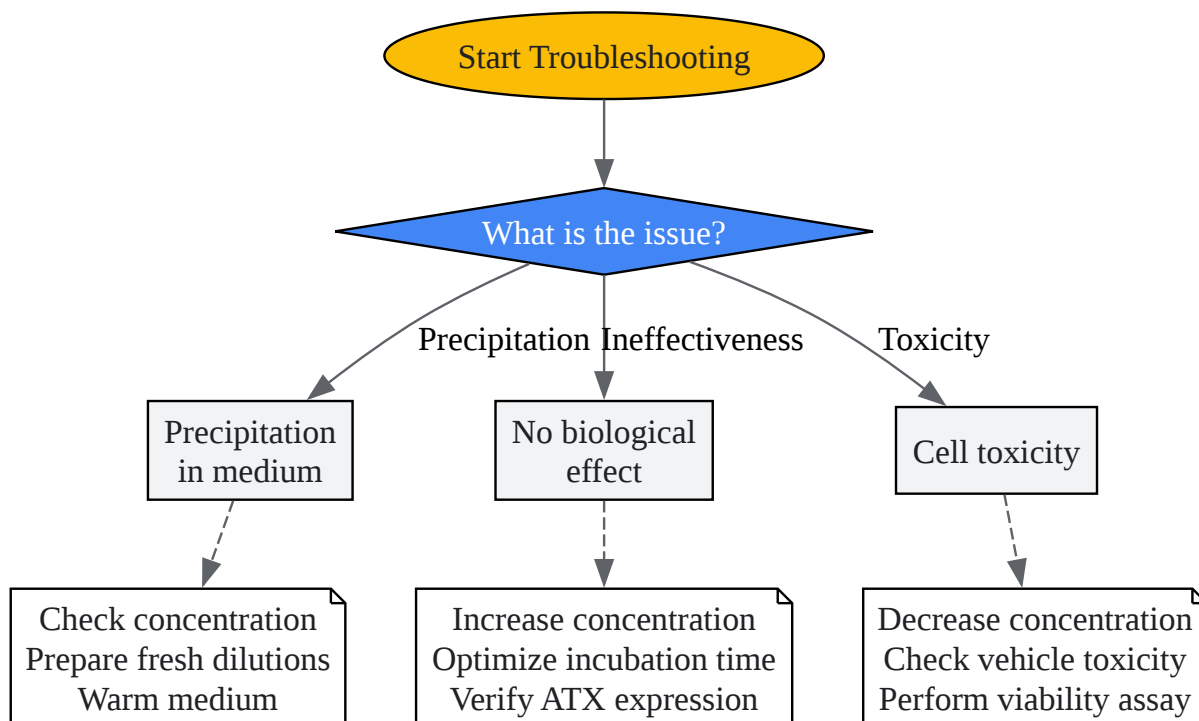 Start Troubleshooting
What is the issue?
Precipitation
Ineffectiveness
Toxicity
Precipitation
in medium
No biological
effect
Cell toxicity
Check concentration
Prepare fresh dilutions
Warm medium
Increase concentration
Optimize incubation time
Verify ATX expression
Decrease concentration
Check vehicle toxicity
Perform viability assay